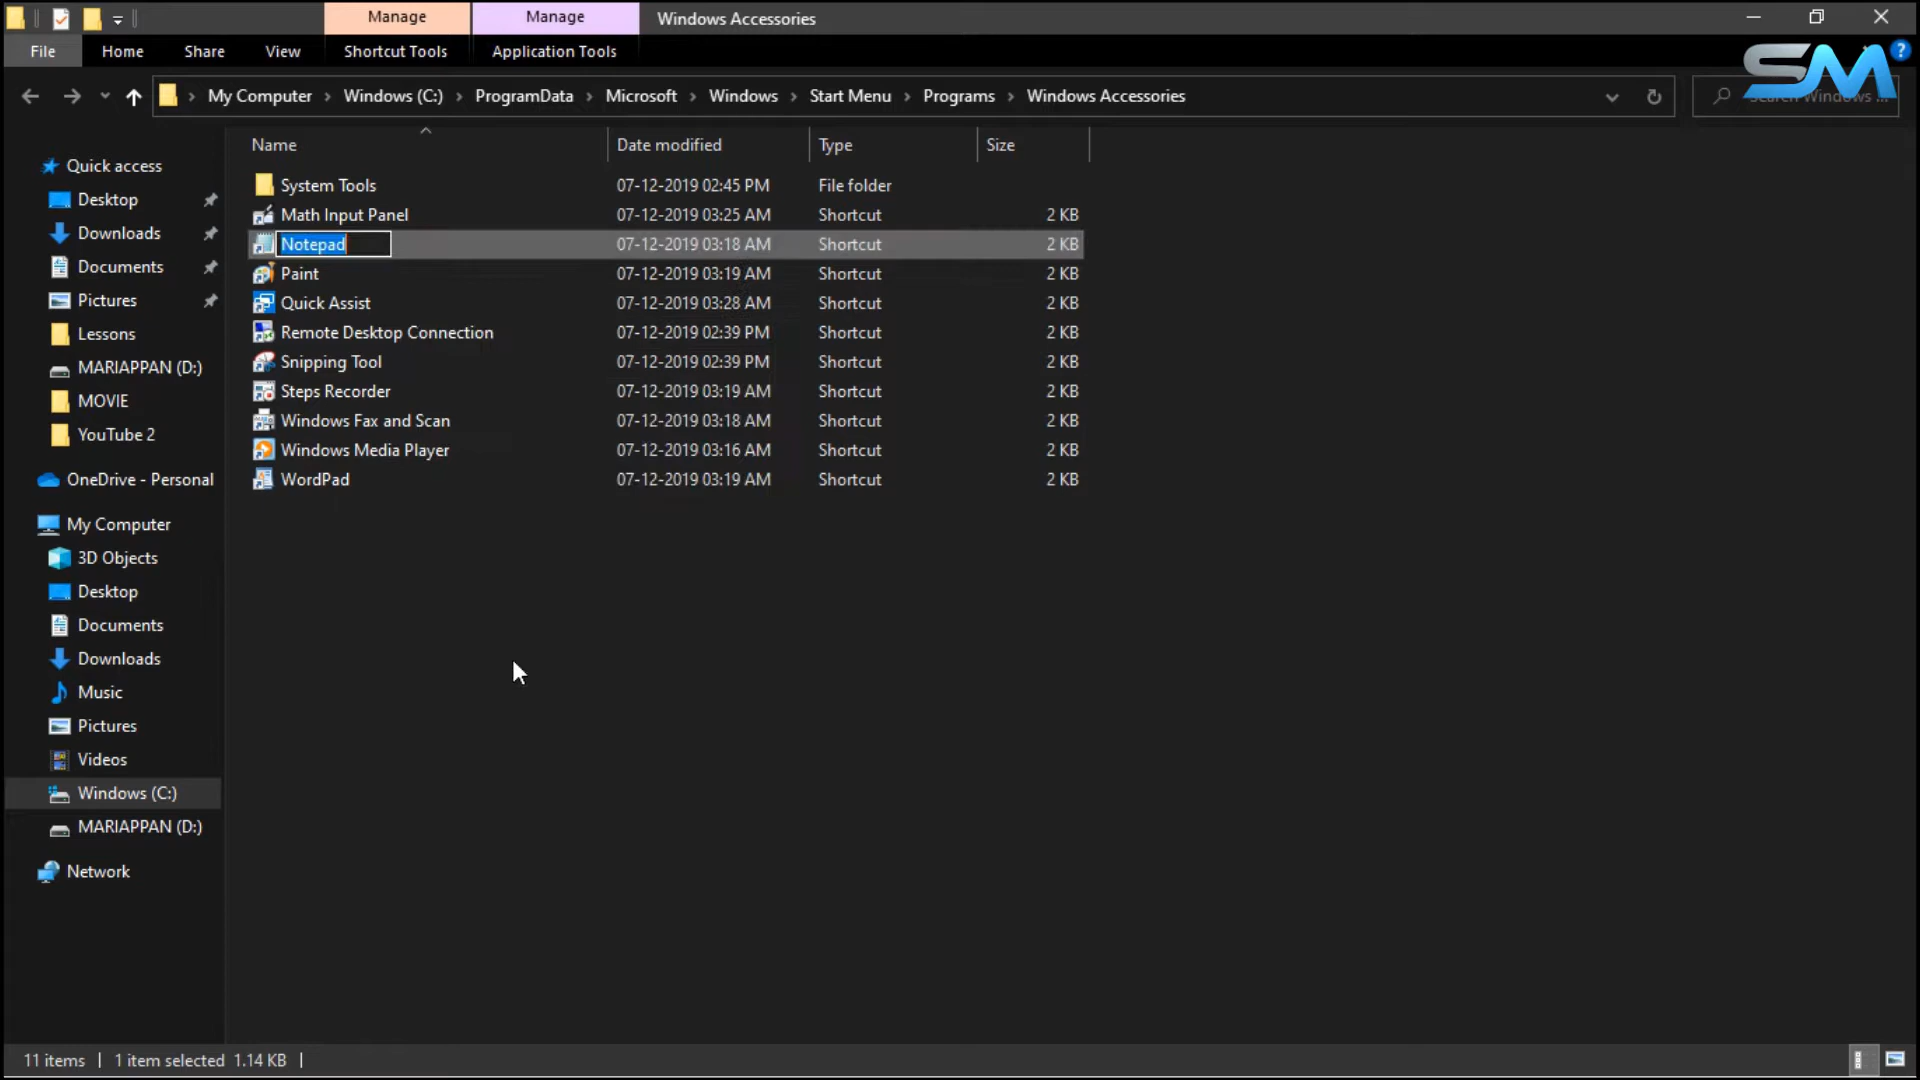 Manage
Manage
Windows Accessories
File
Home
Share
View
Shortcut Tools
Application Tools
SM
My Computer
Windows (C:)
ProgramData
Microsoft
Windows
Start Menu
Programs
Windows Accessories
Search Windows ...
Name
Date modified
Type
Size
Quick access
Desktop
Downloads
Documents
Pictures
Lessons
MARIAPPAN (D:)
MOVIE
YouTube 2
OneDrive - Personal
My Computer
3D Objects
Desktop
Documents
Downloads
Music
Pictures
Videos
Windows (C:)
MARIAPPAN (D:)
Network
System Tools 07-12-2019 02:45 PM File folder
Math Input Panel 07-12-2019 03:25 AM Shortcut 2 KB
Notepad 07-12-2019 03:18 AM Shortcut 2 KB
Paint 07-12-2019 03:19 AM Shortcut 2 KB
Quick Assist 07-12-2019 03:28 AM Shortcut 2 KB
Remote Desktop Connection 07-12-2019 02:39 PM Shortcut 2 KB
Snipping Tool 07-12-2019 02:39 PM Shortcut 2 KB
Steps Recorder 07-12-2019 03:19 AM Shortcut 2 KB
Windows Fax and Scan 07-12-2019 03:18 AM Shortcut 2 KB
Windows Media Player 07-12-2019 03:16 AM Shortcut 2 KB
WordPad 07-12-2019 03:19 AM Shortcut 2 KB
11 items
1 item selected 1.14 KB